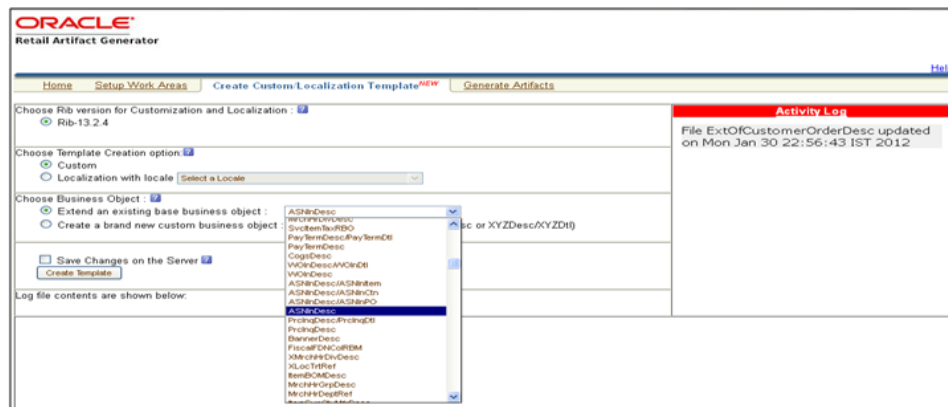 ORACLE
Retail Artifact Generator
Hel
Home Setup Work Areas Create Custom/Localization Template NEW Generate Artifacts
Choose Rib version for Customization and Localization : ?
Rib-13.2.4
Choose Template Creation option: ?
Custom
Localization with locale Select a Locale
Choose Business Object : ?
Extend an existing base business object : ASNInDesc
Create a brand new custom business object : sc or XYZDesc/XYZDtl)
MrchHrDivDesc
SvcItemTaxRBO
PayTermDesc/PayTermDtl
PayTermDesc
CogsDesc
WOInDesc/WOInDtl
WOInDesc
ASNInDesc/ASNInItem
ASNInDesc/ASNInCtn
ASNInDesc/ASNInPO
ASNInDesc
PrcInqDesc/PrcInqDtl
PrcInqDesc
BannerDesc
FiscalFDNColRBM
XMrchHrDivDesc
XLocTrtRef
ItemBOMDesc
MrchHrGrpDesc
MrchHrDeptRef
Save Changes on the Server ?
Create Template
Log file contents are shown below:
Activity Log
File ExtOfCustomerOrderDesc updated
on Mon Jan 30 22:56:43 IST 2012